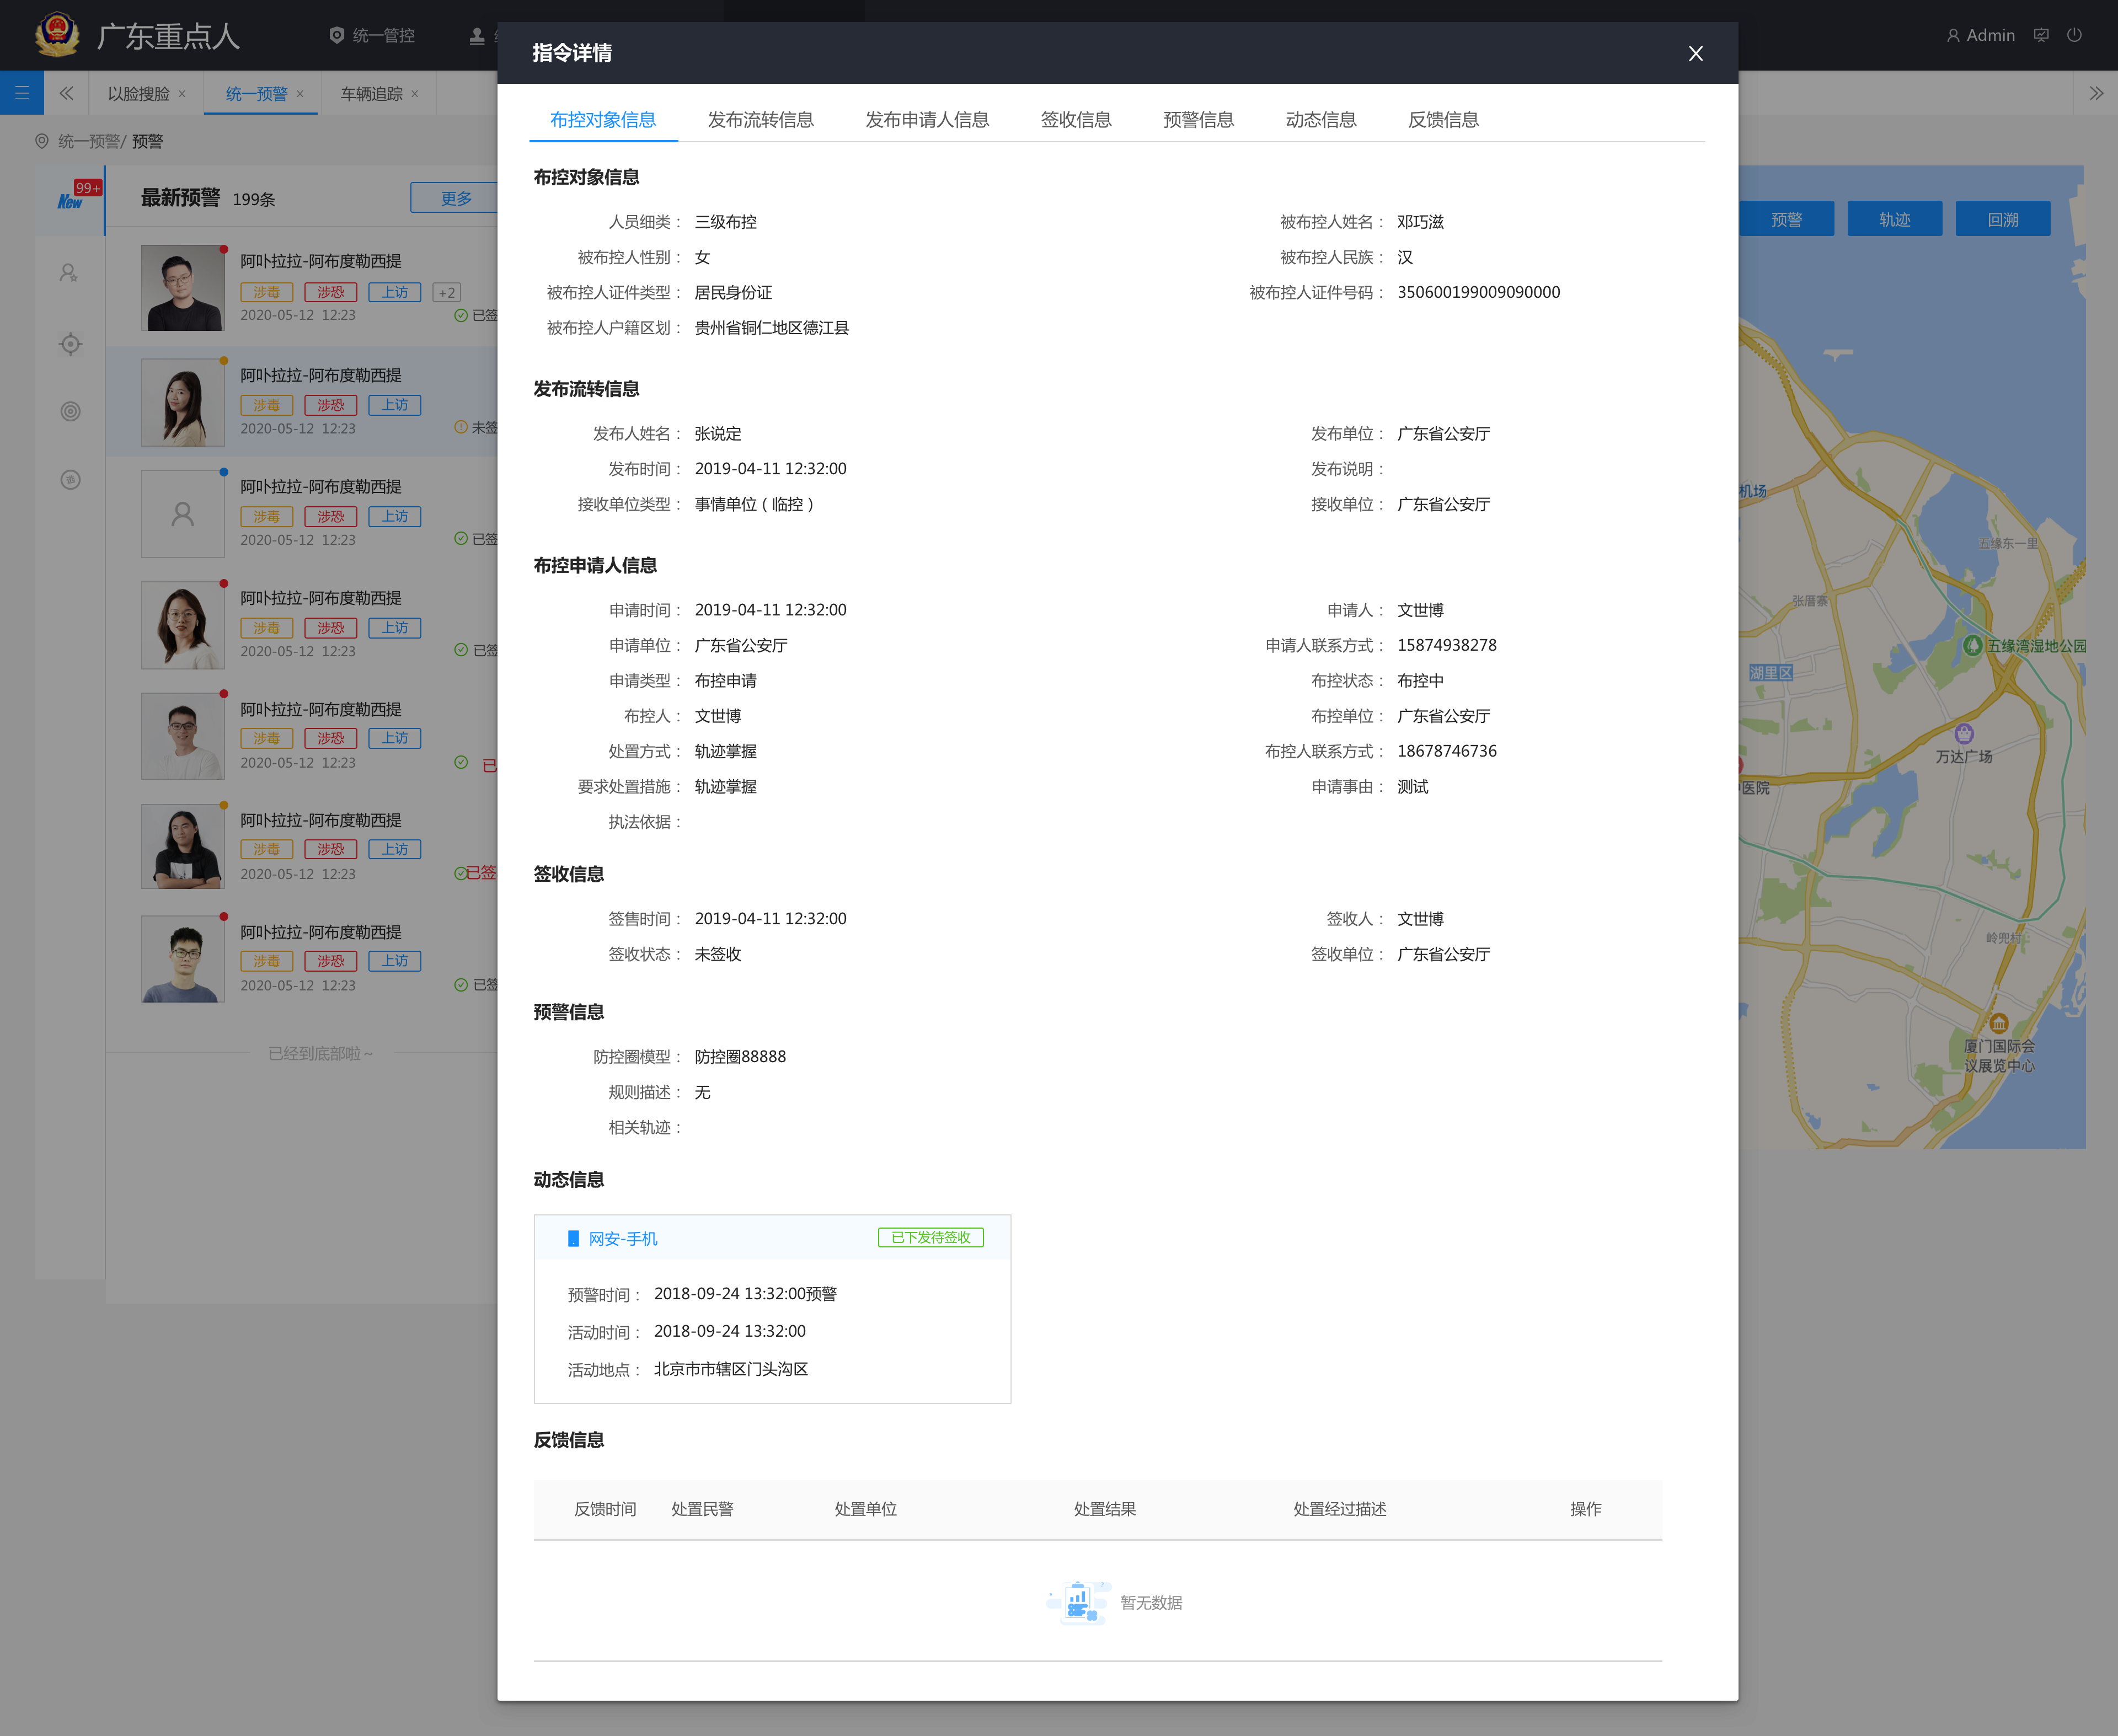 广东重点人
统一管控
Admin
以脸搜脸 ×
统一预警 ×
车辆追踪 ×
统一预警/ 预警
99+
New
最新预警 199条
更多
阿卟拉拉-阿布度勒西提
涉毒 涉恐 上访 +2
2020-05-12 12:23 已签
阿卟拉拉-阿布度勒西提
涉毒 涉恐 上访
2020-05-12 12:23 未签
阿卟拉拉-阿布度勒西提
涉毒 涉恐 上访
2020-05-12 12:23 已签
阿卟拉拉-阿布度勒西提
涉毒 涉恐 上访
2020-05-12 12:23 已签
阿卟拉拉-阿布度勒西提
涉毒 涉恐 上访
2020-05-12 12:23 已
阿卟拉拉-阿布度勒西提
涉毒 涉恐 上访
2020-05-12 12:23 已签
阿卟拉拉-阿布度勒西提
涉毒 涉恐 上访
2020-05-12 12:23 已签
已经到底部啦~
指令详情
布控对象信息 发布流转信息 发布申请人信息 签收信息 预警信息 动态信息 反馈信息
布控对象信息
人员细类： 三级布控 被布控人姓名： 邓巧滋
被布控人性别： 女 被布控人民族： 汉
被布控人证件类型： 居民身份证 被布控人证件号码： 350600199009090000
被布控人户籍区划： 贵州省铜仁地区德江县
发布流转信息
发布人姓名： 张说定 发布单位： 广东省公安厅
发布时间： 2019-04-11 12:32:00 发布说明：
接收单位类型： 事情单位（临控） 接收单位： 广东省公安厅
布控申请人信息
申请时间： 2019-04-11 12:32:00 申请人： 文世博
申请单位： 广东省公安厅 申请人联系方式： 15874938278
申请类型： 布控申请 布控状态： 布控中
布控人： 文世博 布控单位： 广东省公安厅
处置方式： 轨迹掌握 布控人联系方式： 18678746736
要求处置措施： 轨迹掌握 申请事由： 测试
执法依据：
签收信息
签售时间： 2019-04-11 12:32:00 签收人： 文世博
签收状态： 未签收 签收单位： 广东省公安厅
预警信息
防控圈模型： 防控圈88888
规则描述： 无
相关轨迹：
动态信息
网安-手机 已下发待签收
预警时间： 2018-09-24 13:32:00预警
活动时间： 2018-09-24 13:32:00
活动地点： 北京市市辖区门头沟区
反馈信息
反馈时间 处置民警 处置单位 处置结果 处置经过描述 操作
暂无数据
预警 轨迹 回溯
机场
五缘东一里
张厝寨
五缘湾湿地公园
湖里区
万达广场
医院
岭兜村
厦门国际会
议展览中心